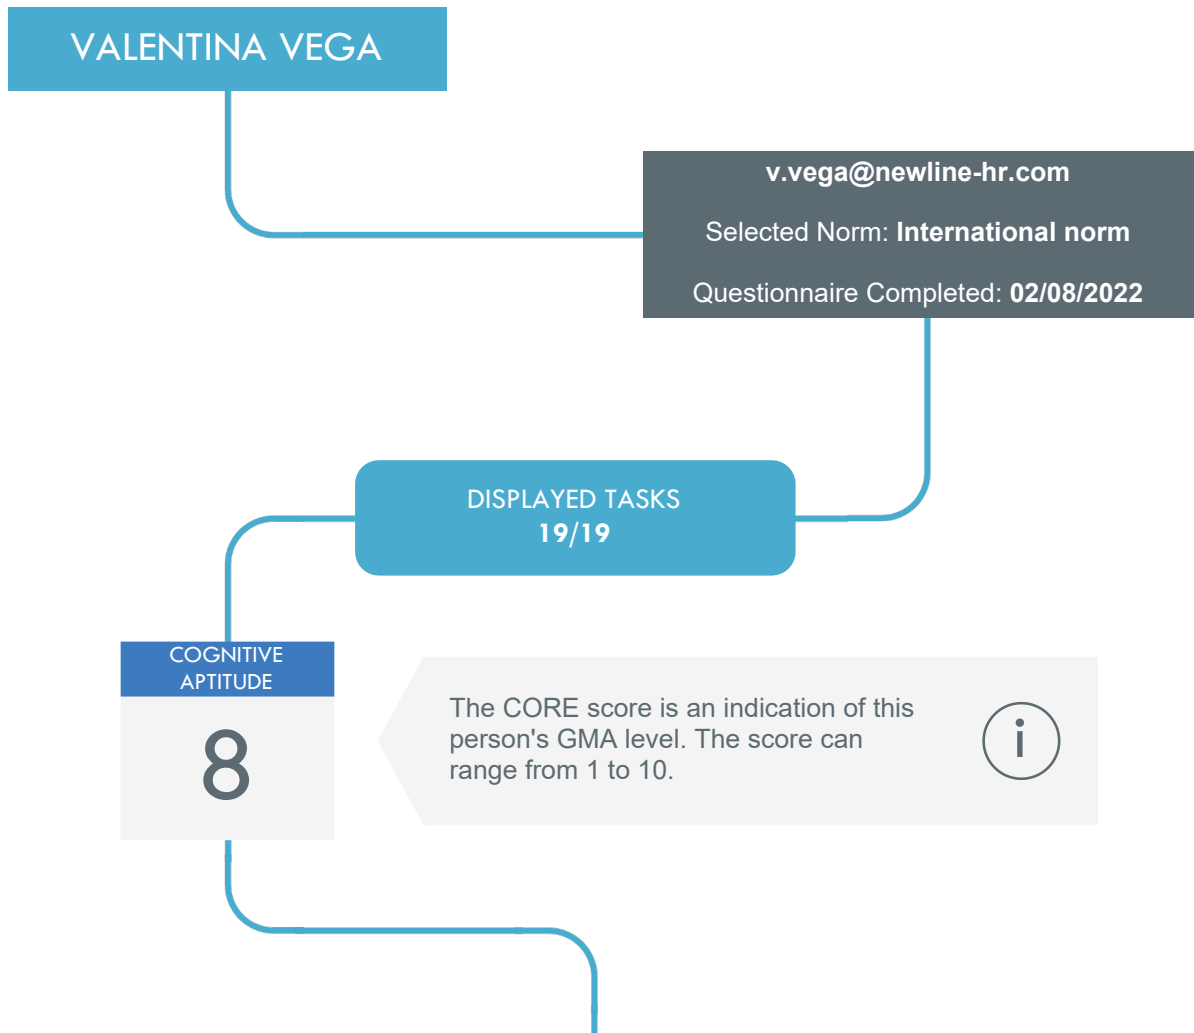 VALENTINA VEGA
v.vega@newline-hr.com
Selected Norm: International norm
Questionnaire Completed: 02/08/2022
DISPLAYED TASKS
19/19
COGNITIVE
APTITUDE
8
The CORE score is an indication of this
person's GMA level. The score can
range from 1 to 10.
i